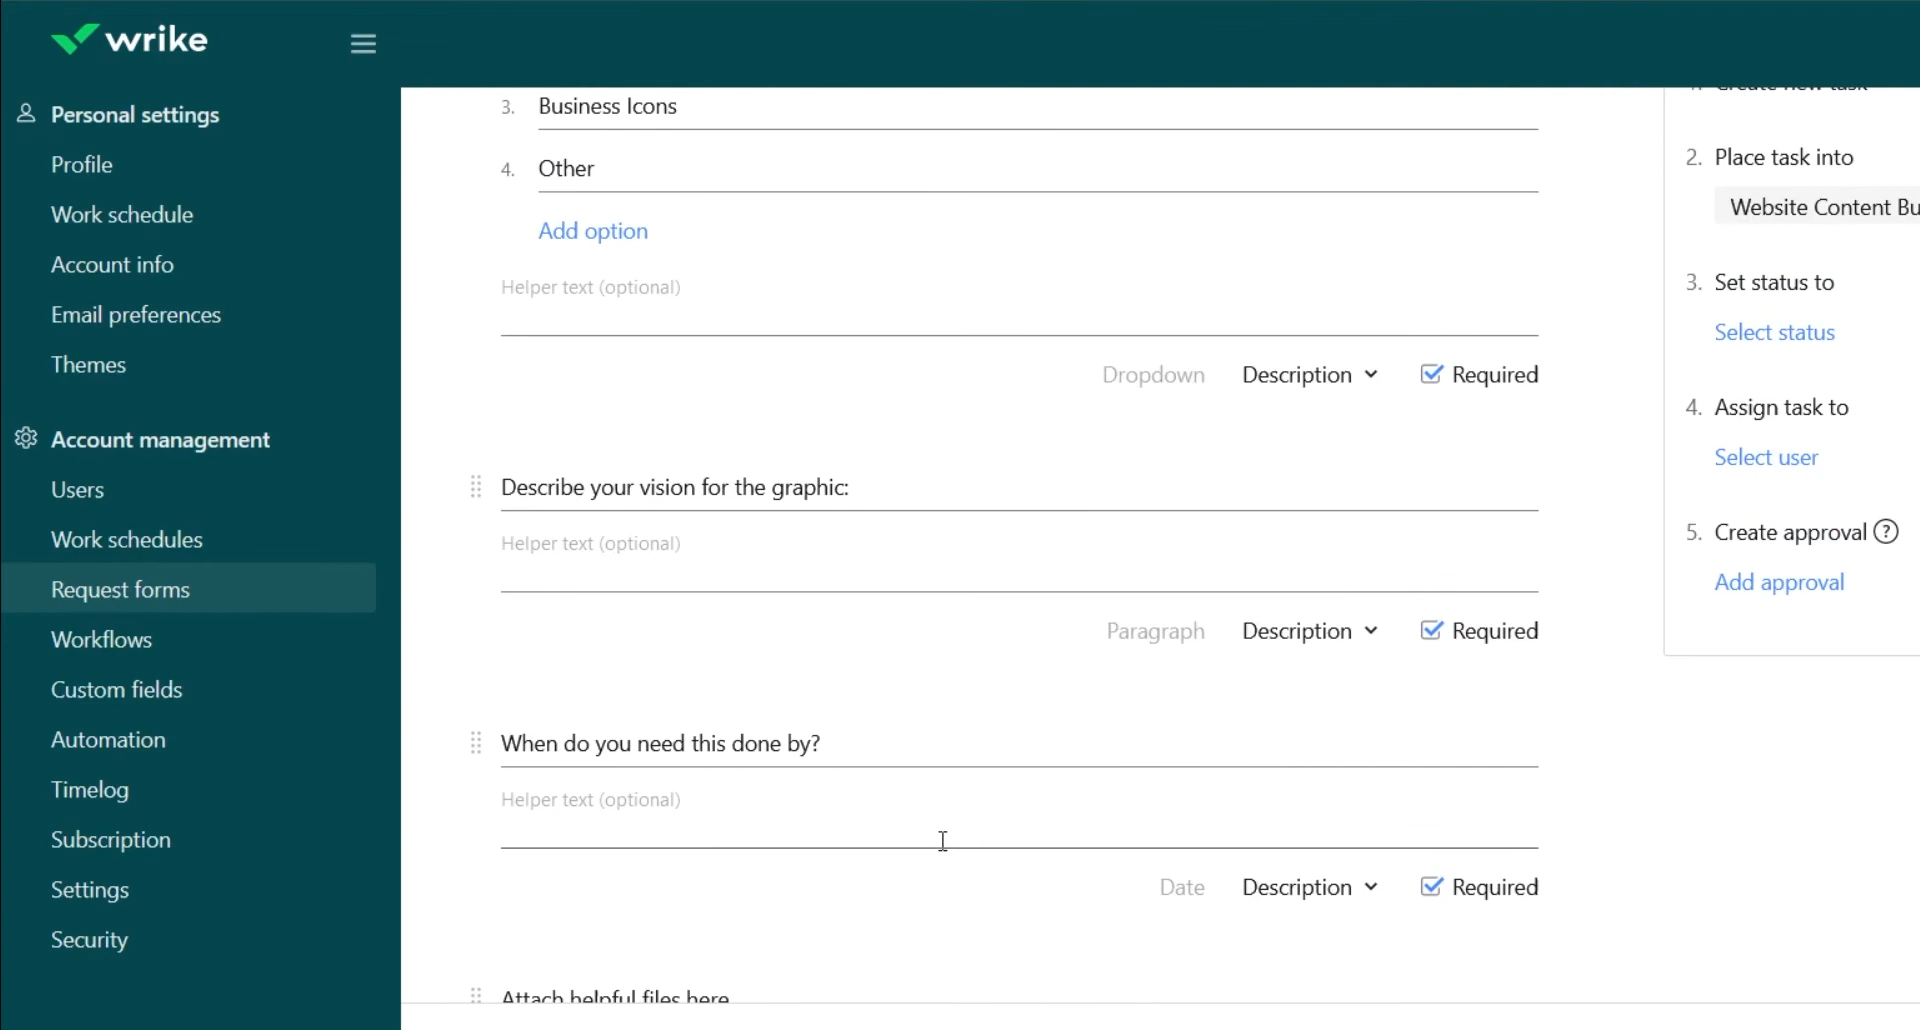 wrike
Personal settings
Profile
Work schedule
Account info
Email preferences
Themes
Account management
Users
Work schedules
Request forms
Workflows
Custom fields
Automation
Timelog
Subscription
Settings
Security
3. Business Icons
4. Other
Add option
Helper text (optional)
Dropdown Description Required
Describe your vision for the graphic:
Helper text (optional)
Paragraph Description Required
When do you need this done by?
Helper text (optional)
Date Description Required
Attach helpful files here
1. Create new task
2. Place task into
Website Content Bu
3. Set status to
Select status
4. Assign task to
Select user
5. Create approval ?
Add approval